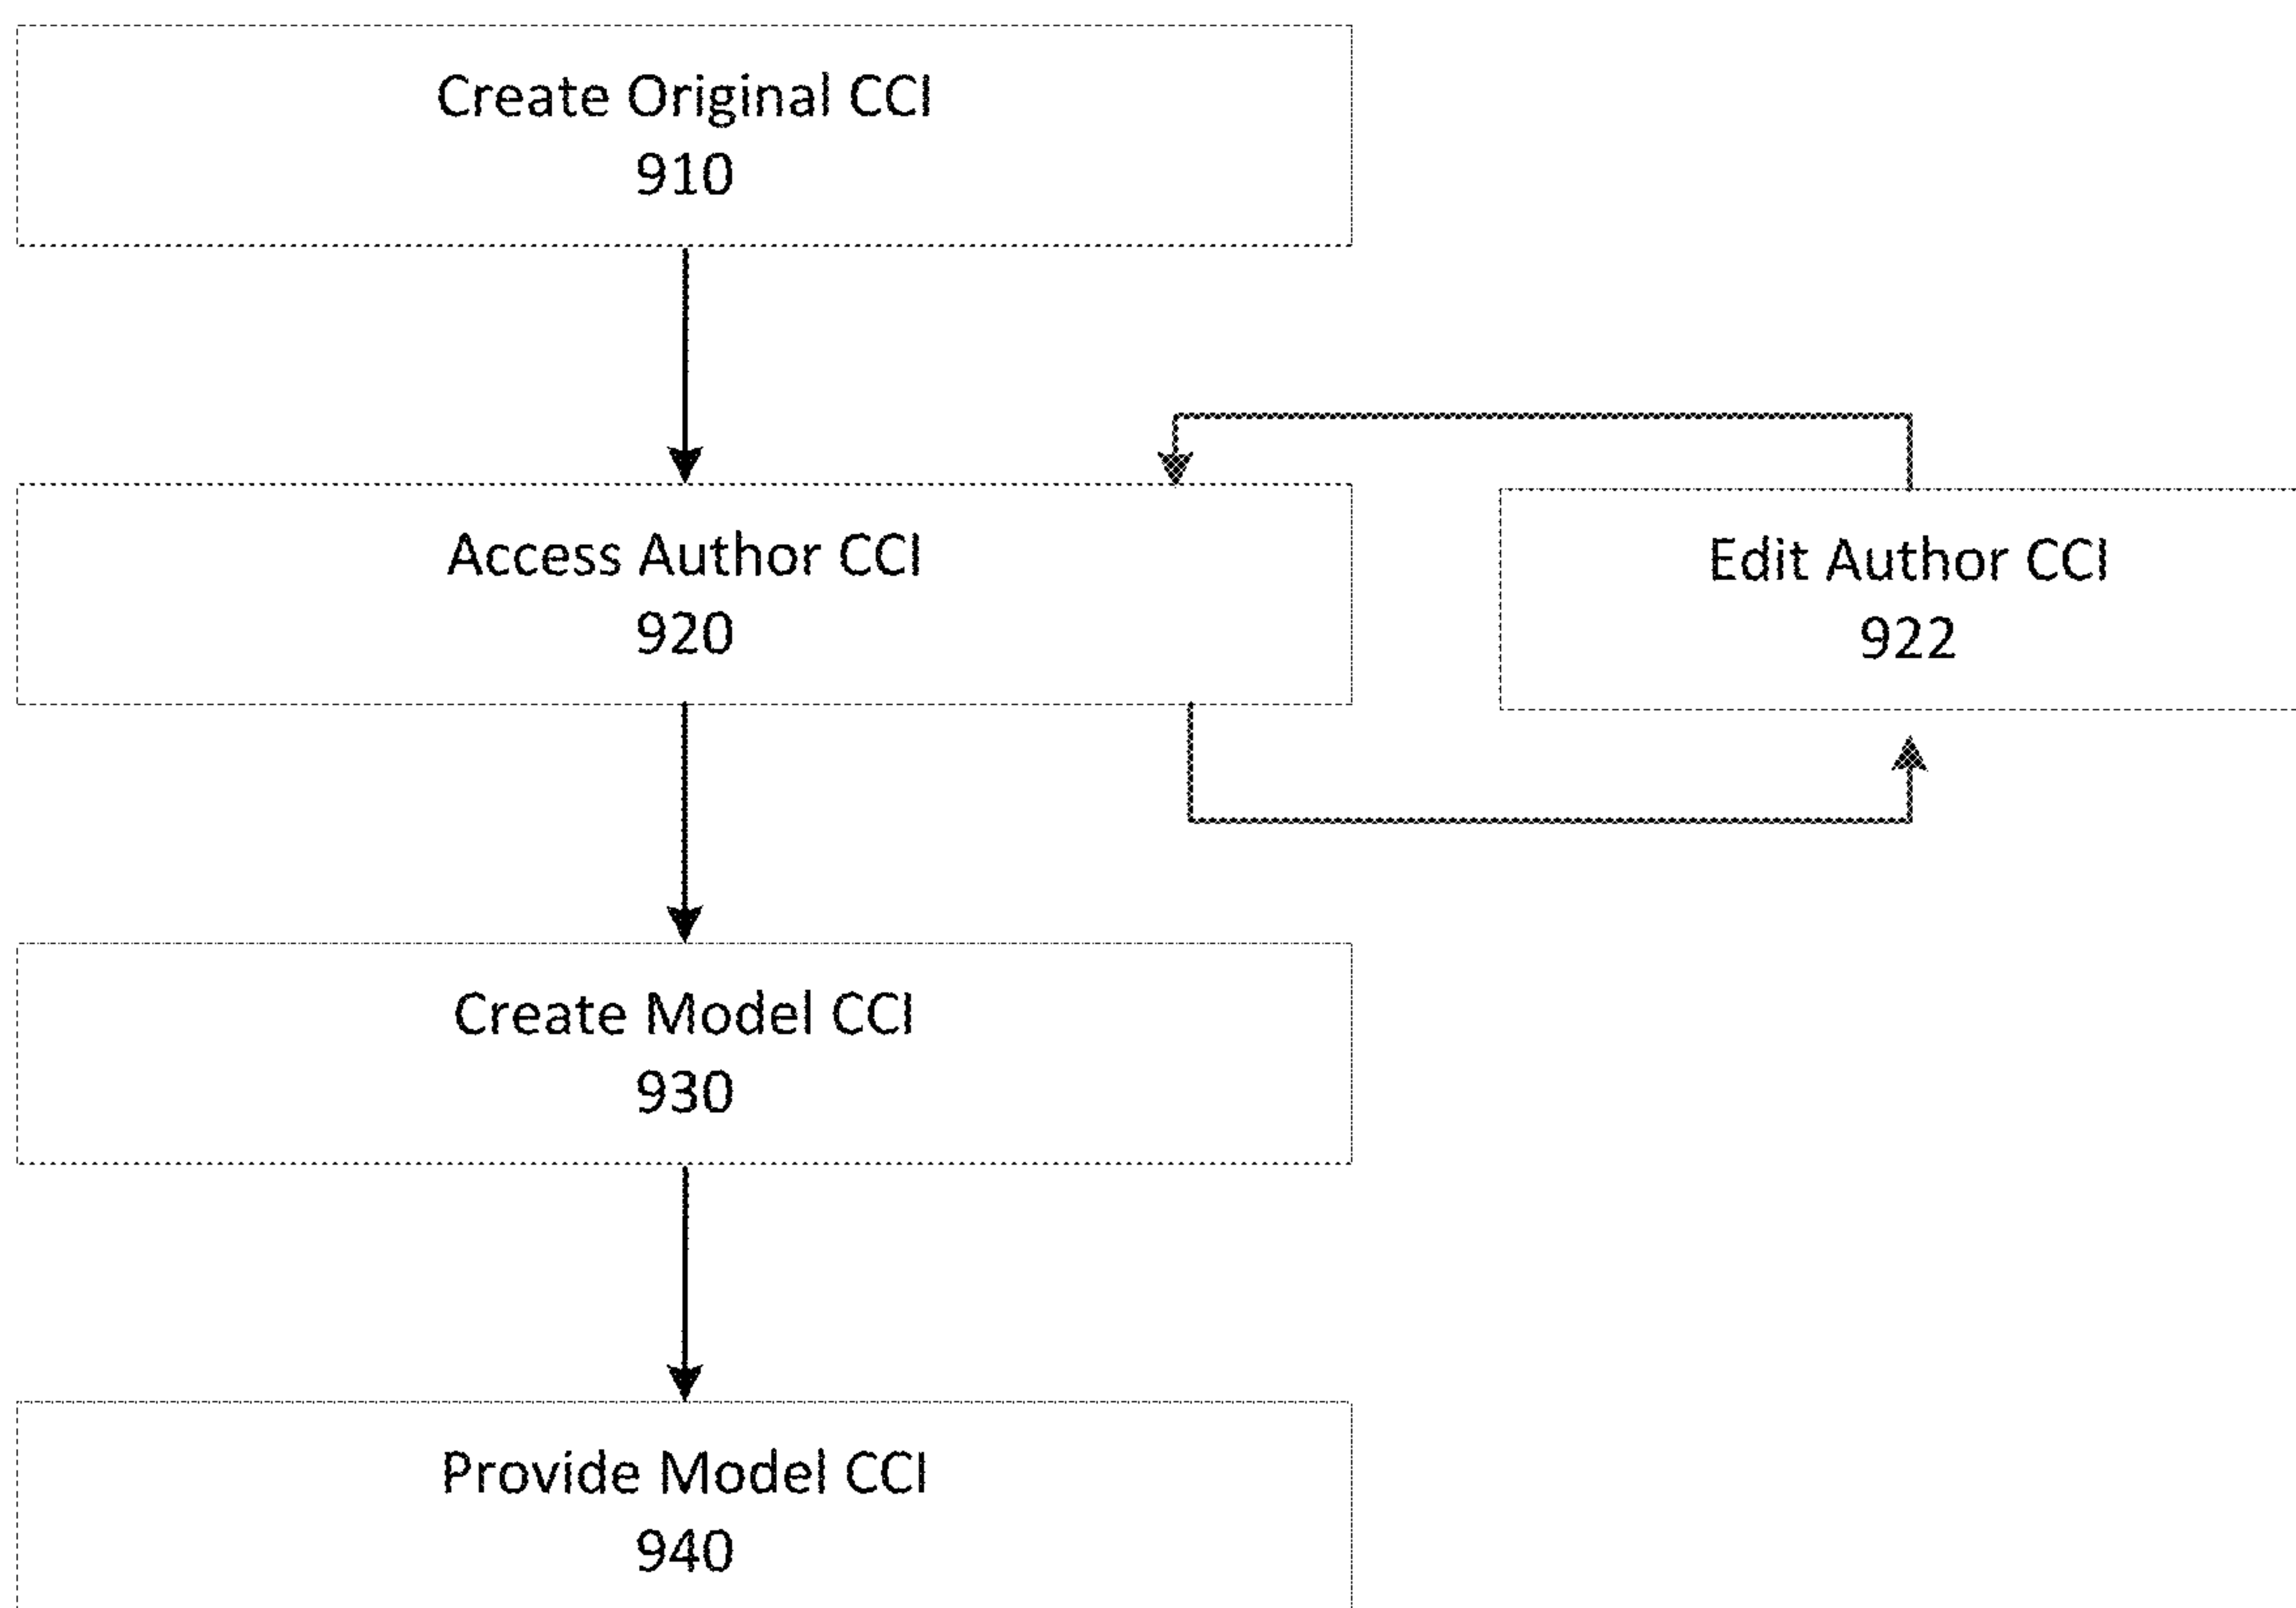 Create Original CCI
910
Access Author CCI
920
Edit Author CCI
922
Create Model CCI
930
Provide Model CCI
940